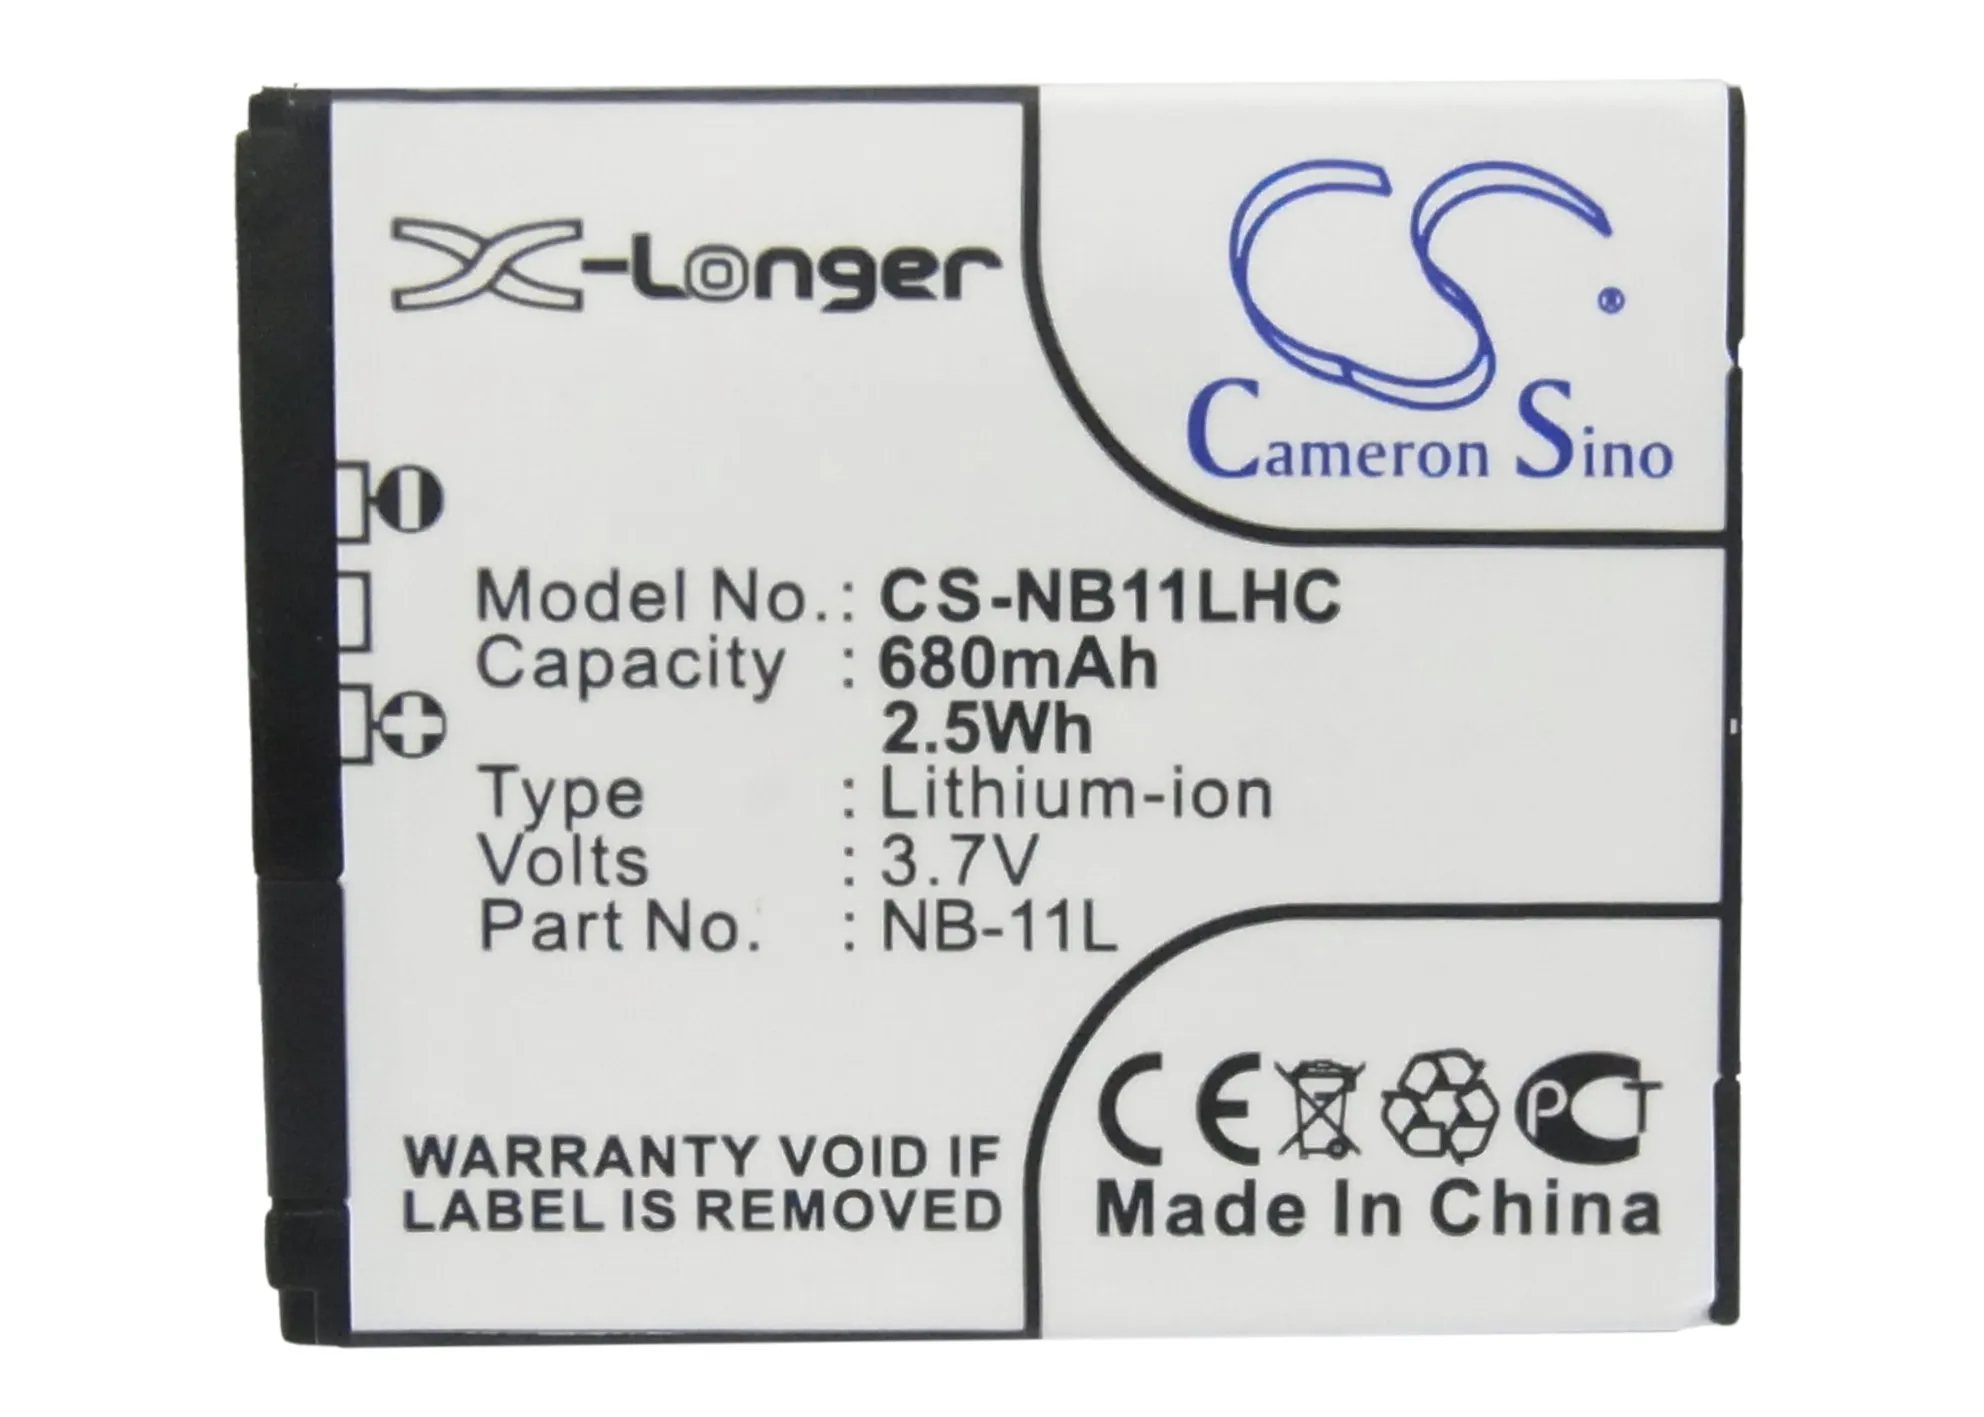 X-Longer
CS ®
Cameron Sino
Model No.: CS-NB11LHC
Capacity : 680mAh
2.5Wh
Type : Lithium-ion
Volts : 3.7V
Part No. : NB-11L
WARRANTY VOID IF
LABEL IS REMOVED
CE PCT
Made In China